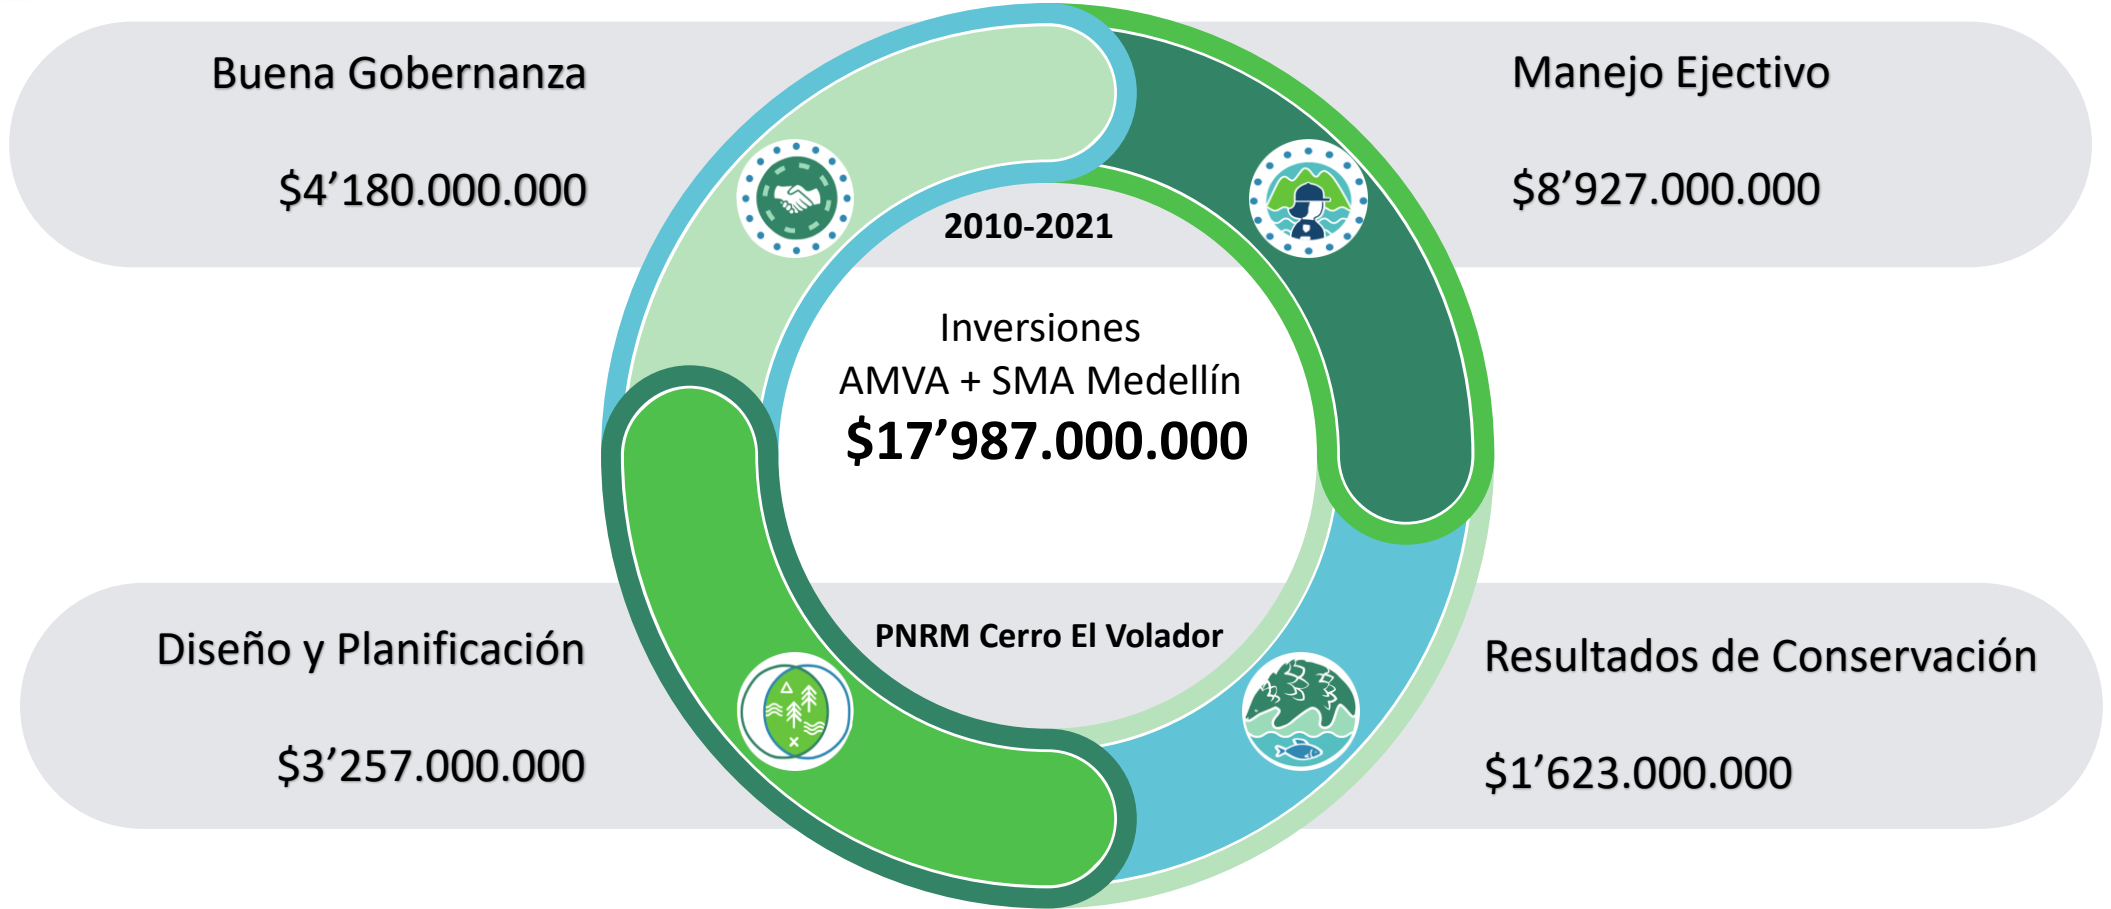 Buena Gobernanza
$4’180.000.000
Manejo Ejectivo
$8’927.000.000
2010-2021
Inversiones
AMVA + SMA Medellín
$17’987.000.000
PNRM Cerro El Volador
Diseño y Planificación
$3’257.000.000
Resultados de Conservación
$1’623.000.000